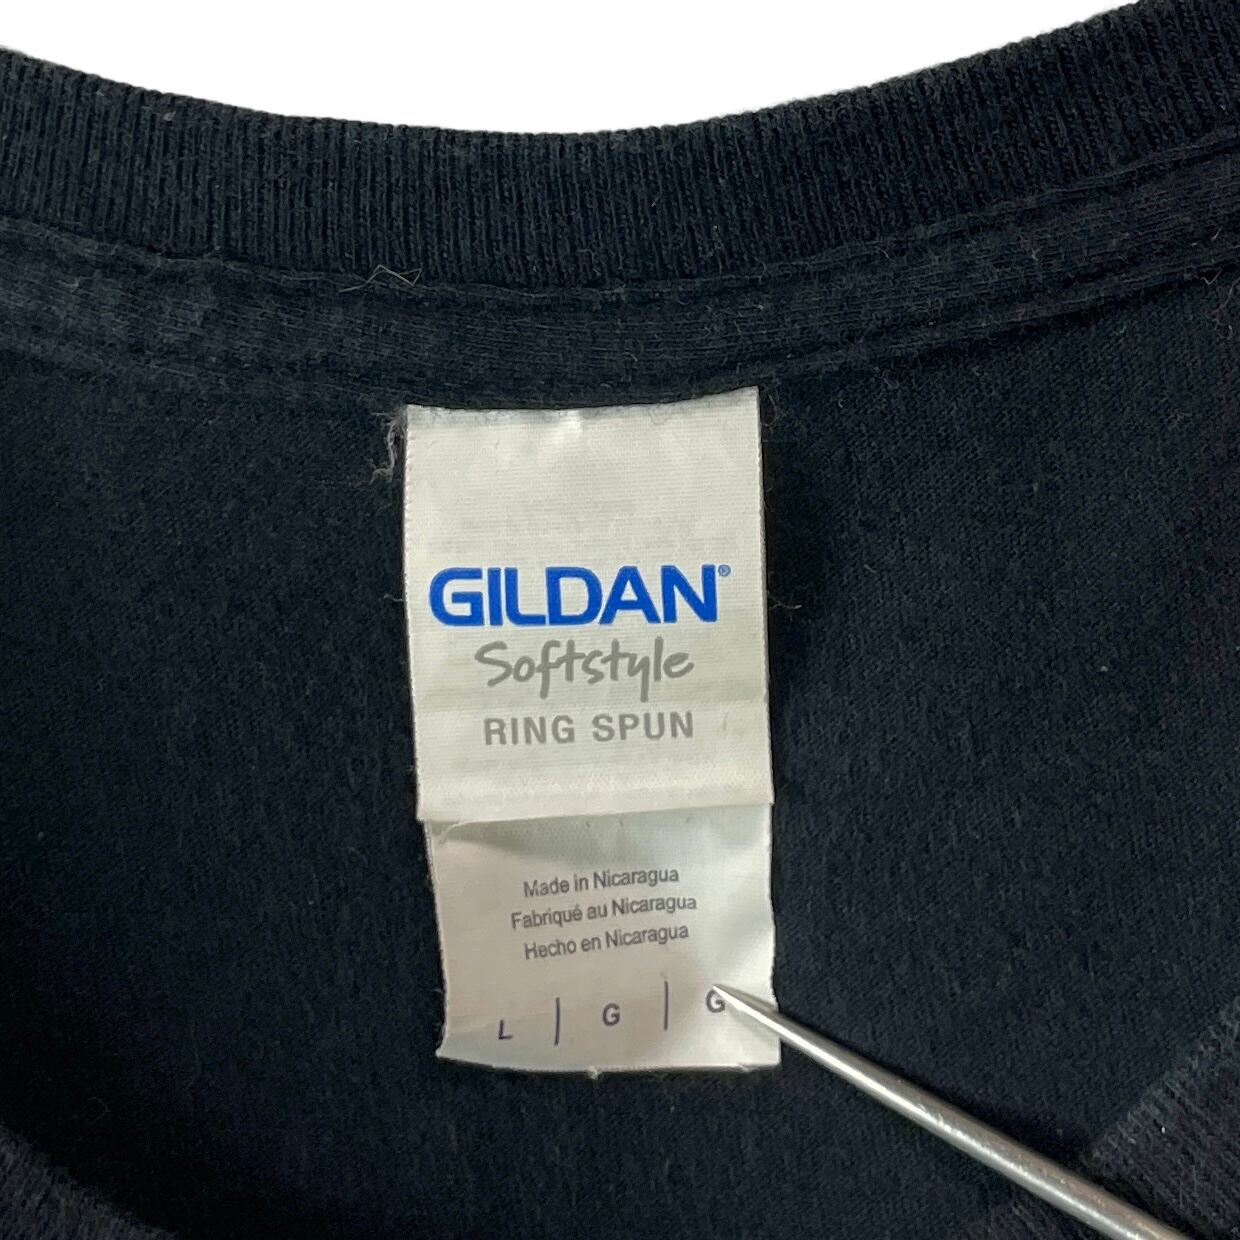 GILDAN®
Softstyle
RING SPUN
Made in Nicaragua
Fabriqué au Nicaragua
Hecho en Nicaragua
L | G | G